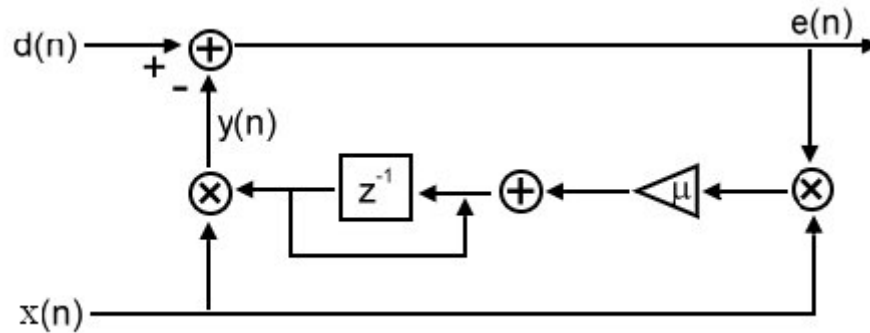 e(n)
d(n)
+
-
y(n)
z⁻¹
μ
x(n)